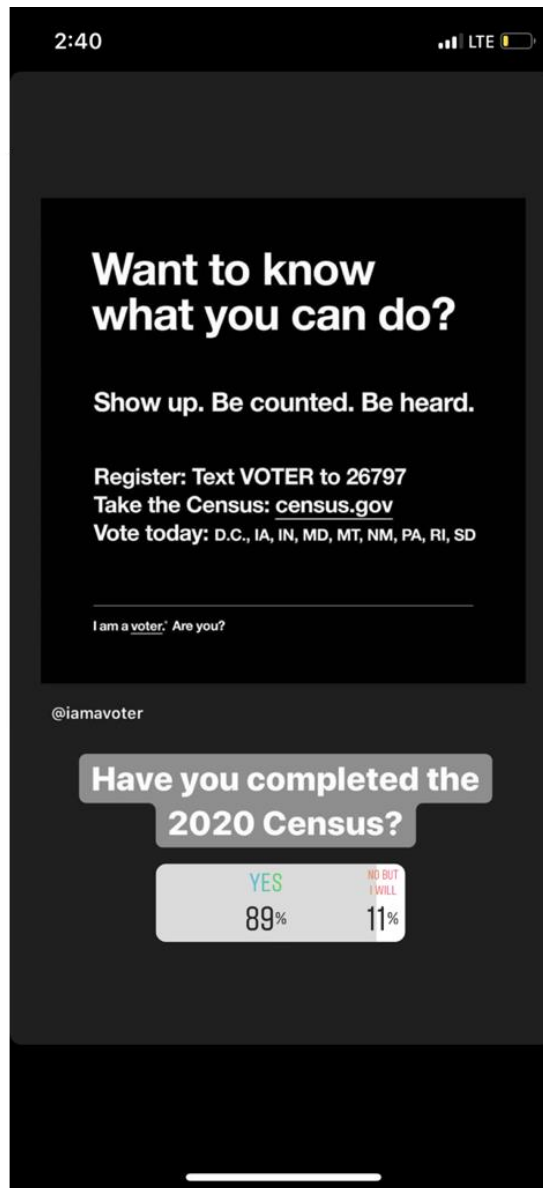 2:40 LTE
Want to know
what you can do?
Show up. Be counted. Be heard.
Register: Text VOTER to 26797
Take the Census: census.gov
Vote today: D.C., IA, IN, MD, MT, NM, PA, RI, SD
I am a voter.® Are you?
@iamavoter
Have you completed the
2020 Census?
YES NO BUT
I WILL
89% 11%